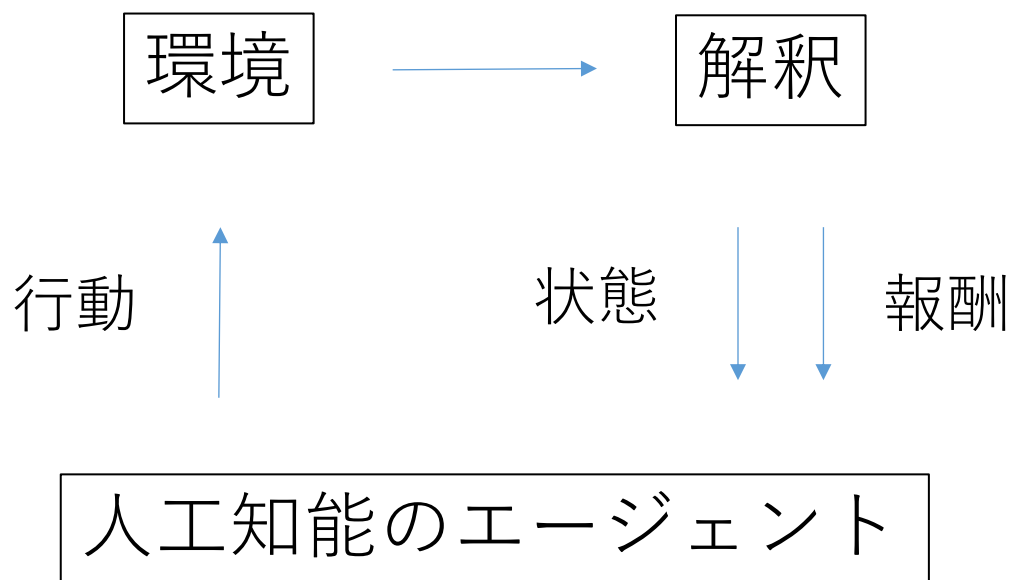 環境
解釈
行動
状態
報酬
人工知能のエージェント